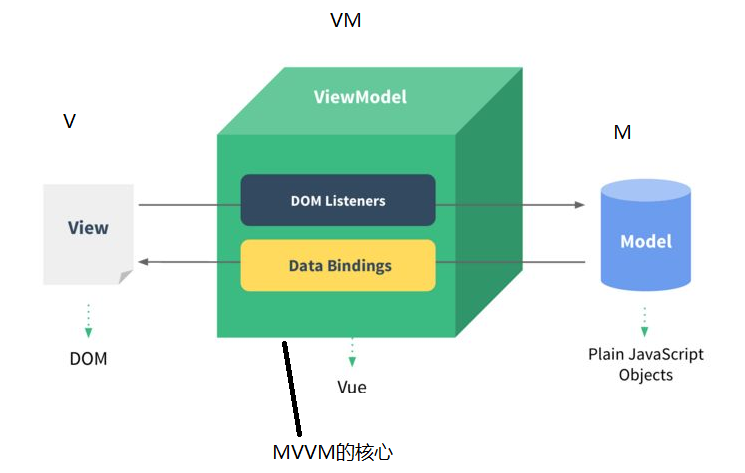 VM
ViewModel
V
M
DOM Listeners
View
Model
Data Bindings
DOM
Vue
Plain JavaScript
Objects
MVVM的核心